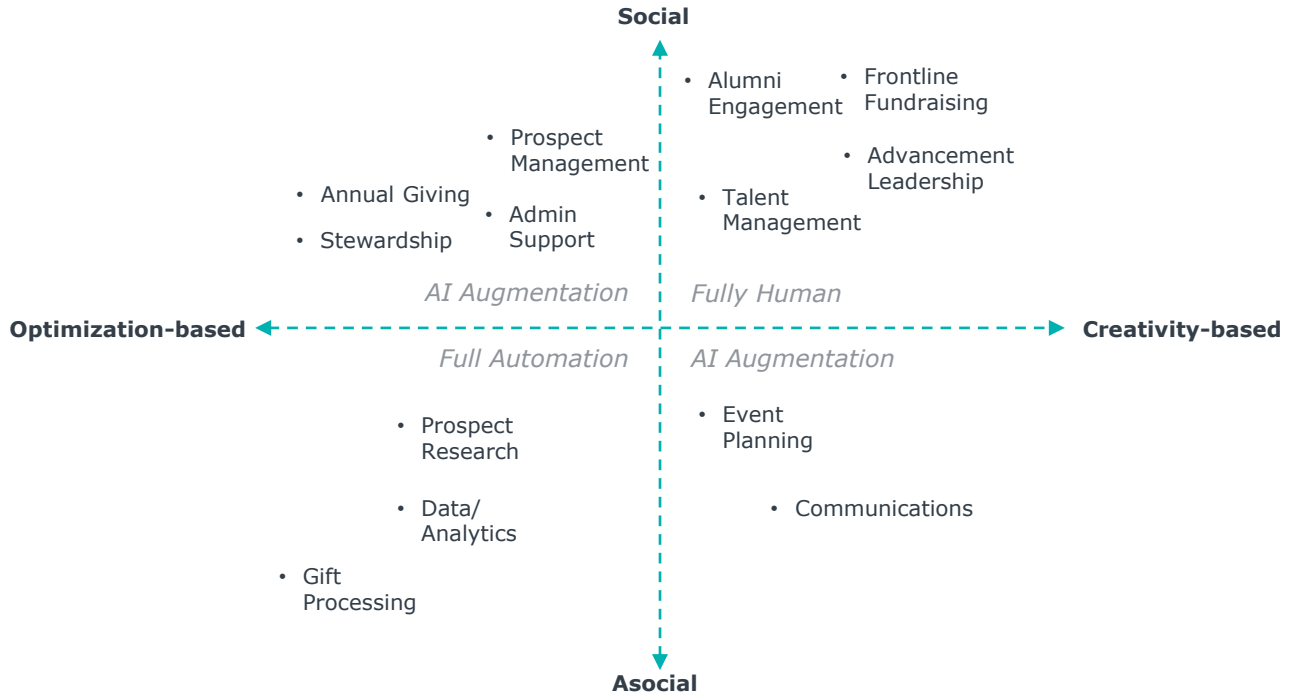 Social
• Alumni
Engagement
• Frontline
Fundraising
• Prospect
Management
• Advancement
Leadership
• Annual Giving
• Talent
Management
• Admin
Support
• Stewardship
AI Augmentation
Fully Human
Optimization-based
Creativity-based
Full Automation
AI Augmentation
• Event
Planning
• Prospect
Research
• Data/
Analytics
• Communications
• Gift
Processing
Asocial